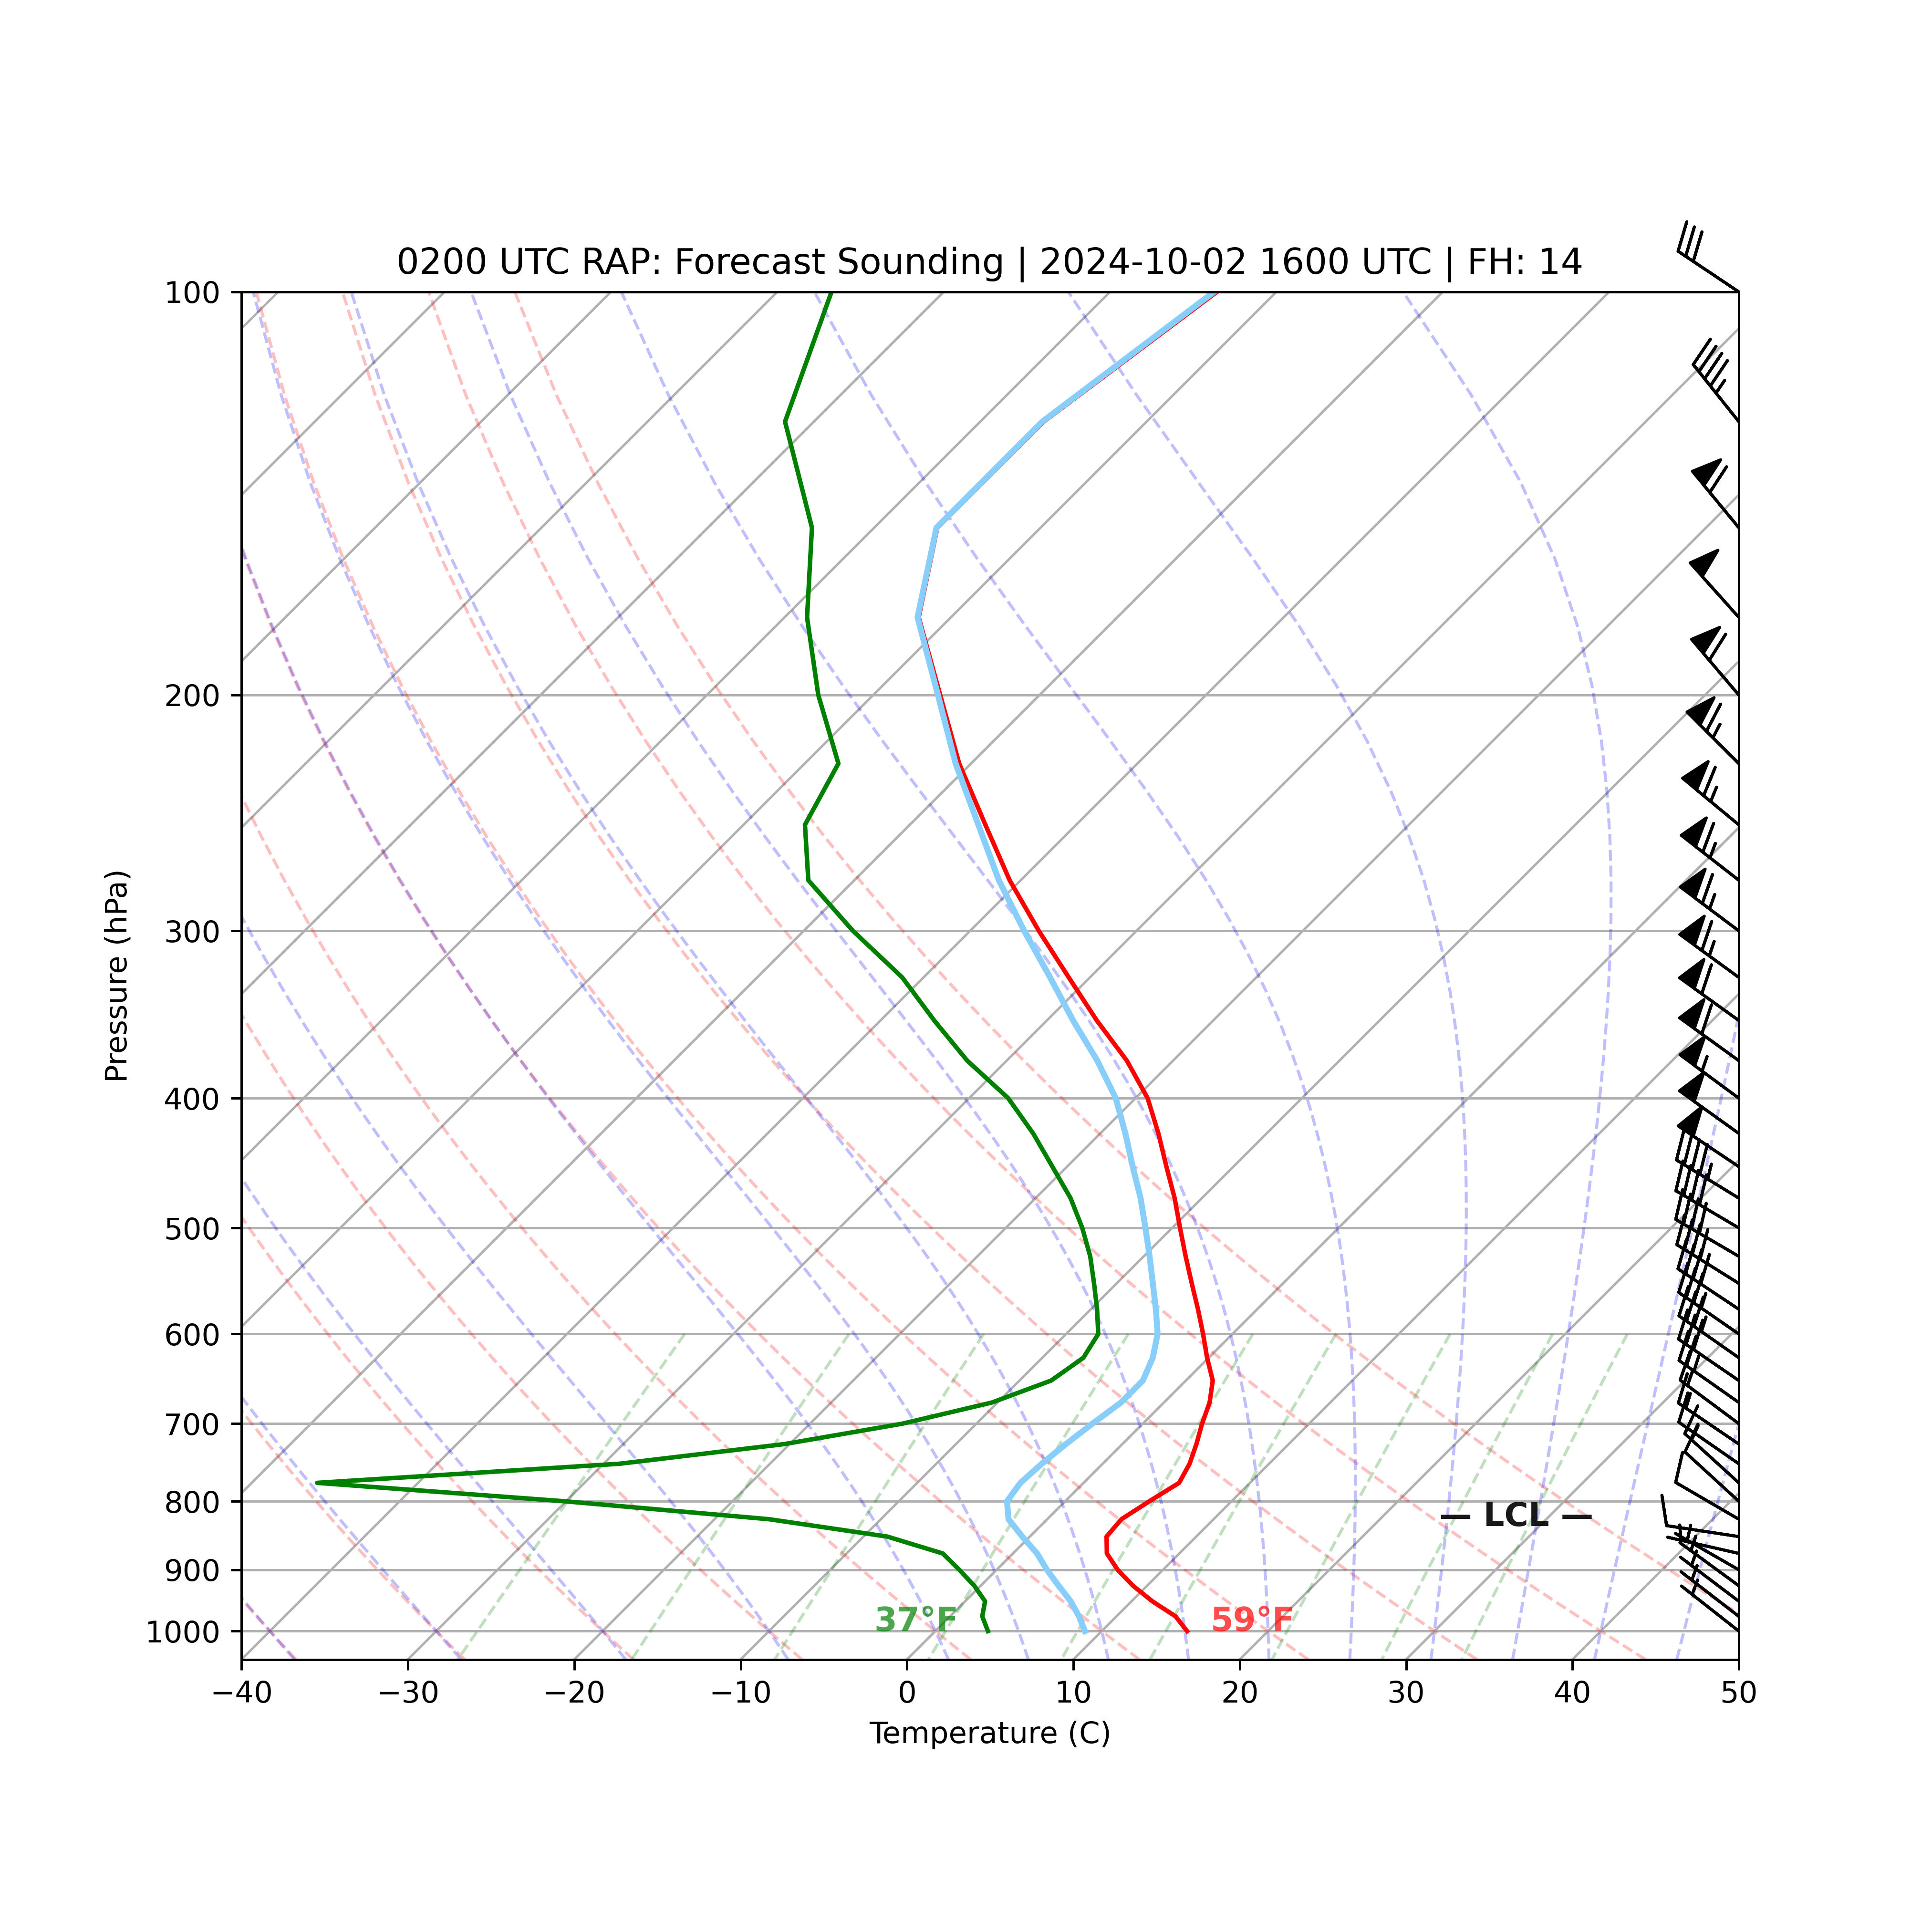 0200 UTC RAP: Forecast Sounding | 2024-10-02 1600 UTC | FH: 14
100
200
300
400
500
600
700
800
900
1000
Pressure (hPa)
LCL
37°F
59°F
−40 −30 −20 −10 0 10 20 30 40 50
Temperature (C)